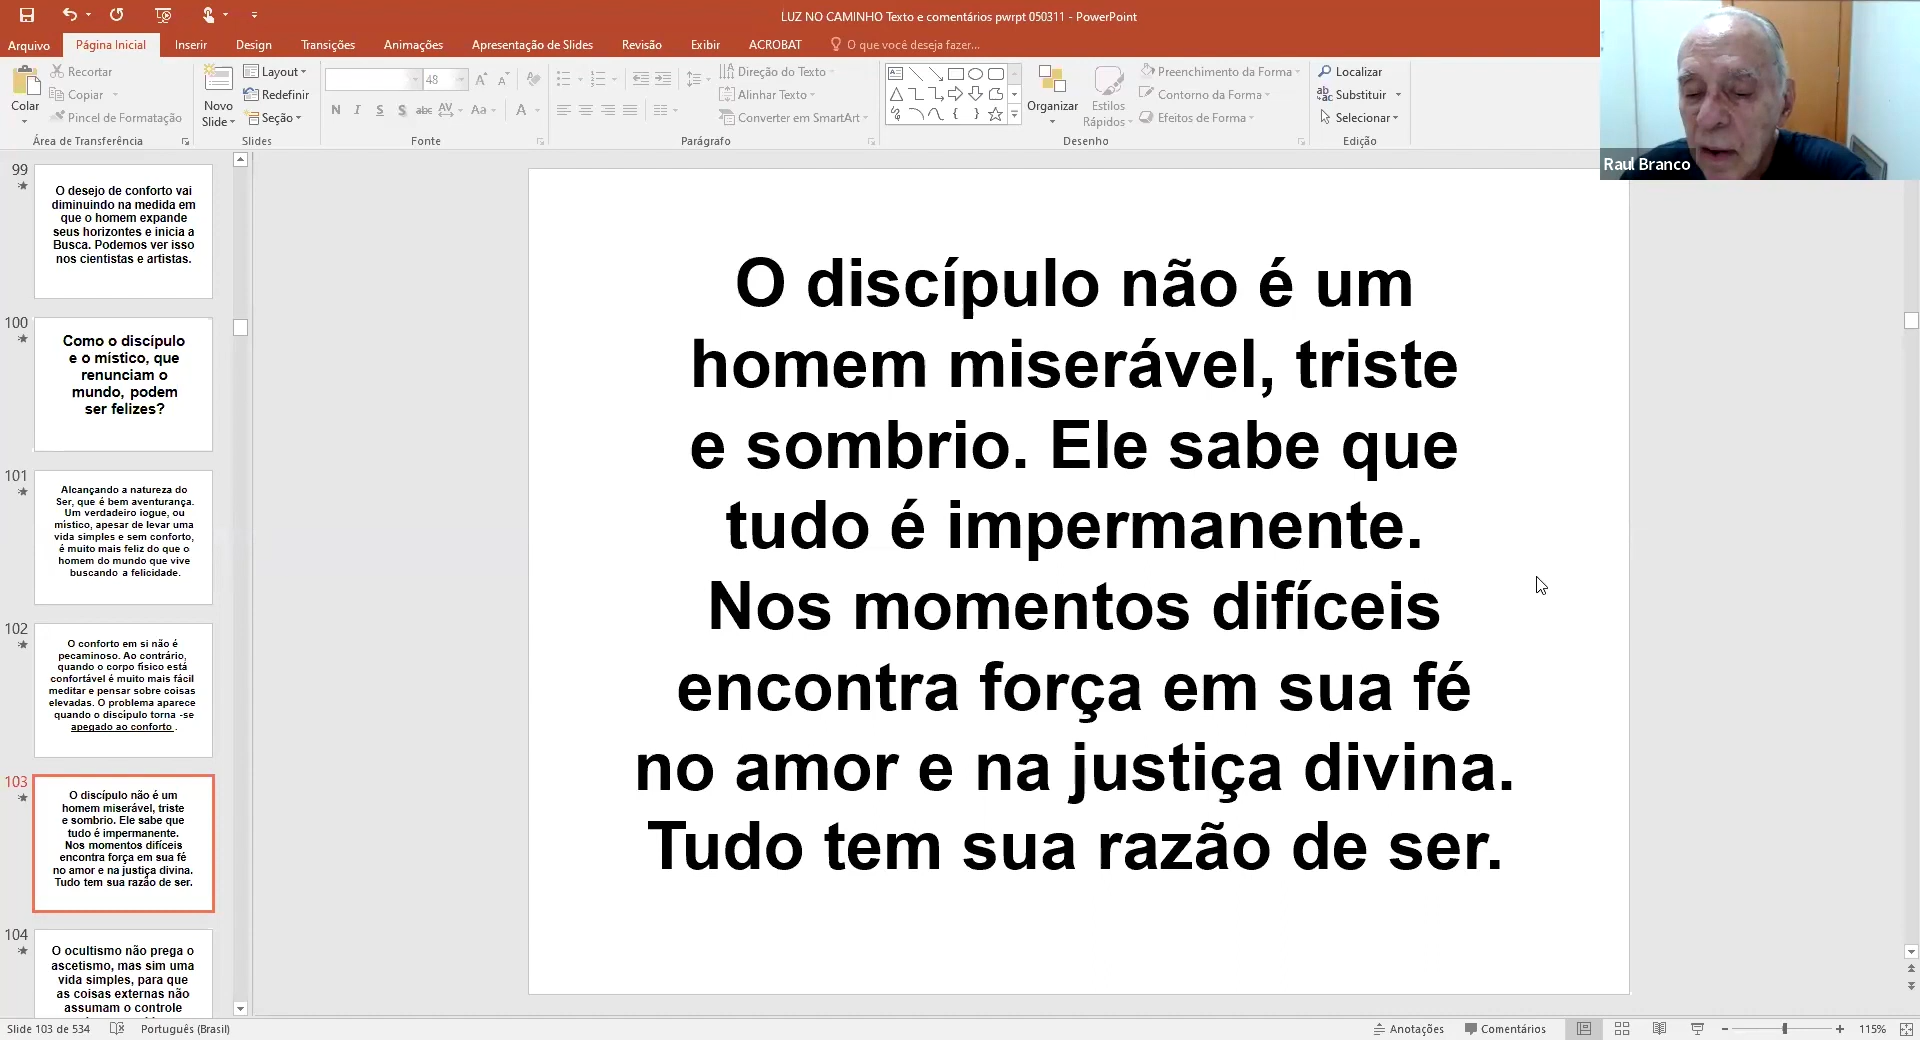 LUZ NO CAMINHO Texto e comentários pwrpt 050311 - PowerPoint
Arquivo
Página Inicial
Inserir
Design
Transições
Animações
Apresentação de Slides
Revisão
Exibir
ACROBAT
O que você deseja fazer...
Colar
Recortar
Copiar
Pincel de Formatação
Área de Transferência
Novo
Slide
Layout
Redefinir
Seção
Slides
48
N I S S abc AV Aa A
Fonte
Direção do Texto
Alinhar Texto
Converter em SmartArt
Parágrafo
Organizar
Estilos
Rápidos
Preenchimento da Forma
Contorno da Forma
Efeitos de Forma
Desenho
Localizar
Substituir
Selecionar
Edição
Raul Branco
99
O desejo de conforto vai
diminuindo na medida em
que o homem expande
seus horizontes e inicia a
Busca. Podemos ver isso
nos cientistas e artistas.
100
Como o discípulo
e o místico, que
renunciam o
mundo, podem
ser felizes?
101
Alcançando a natureza do
Ser, que é bem aventurança.
Um verdadeiro iogue, ou
místico, apesar de levar uma
vida simples e sem conforto,
é muito mais feliz do que o
homem do mundo que vive
buscando a felicidade.
102
O conforto em si não é
pecaminoso. Ao contrário,
quando o corpo físico está
confortável é muito mais fácil
meditar e pensar sobre coisas
elevadas. O problema aparece
quando o discípulo torna -se
apegado ao conforto .
103
O discípulo não é um
homem miserável, triste
e sombrio. Ele sabe que
tudo é impermanente.
Nos momentos difíceis
encontra força em sua fé
no amor e na justiça divina.
Tudo tem sua razão de ser.
104
O ocultismo não prega o
ascetismo, mas sim uma
vida simples, para que
as coisas externas não
assumam o controle
O discípulo não é um
homem miserável, triste
e sombrio. Ele sabe que
tudo é impermanente.
Nos momentos difíceis
encontra força em sua fé
no amor e na justiça divina.
Tudo tem sua razão de ser.
Slide 103 de 534
Português (Brasil)
Anotações
Comentários
115%